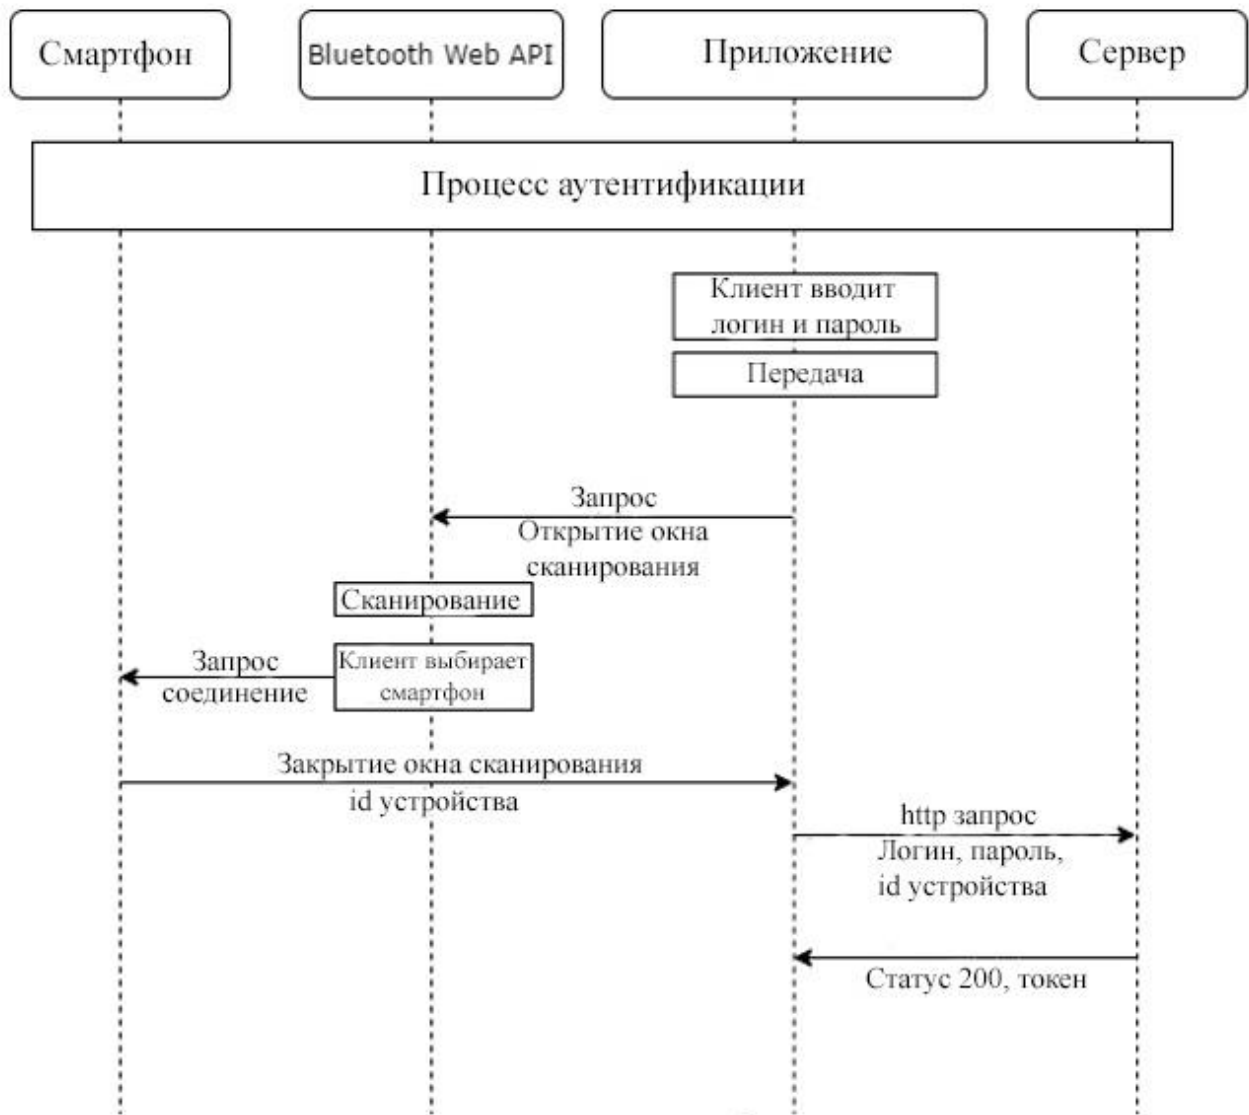 Смартфон
Bluetooth Web API
Приложение
Сервер
Процесс аутентификации
Клиент вводит
логин и пароль
Передача
Запрос
Открытие окна
сканирования
Сканирование
Клиент выбирает
смартфон
Запрос
соединение
Закрытие окна сканирования
id устройства
http запрос
Логин, пароль,
id устройства
Статус 200, токен